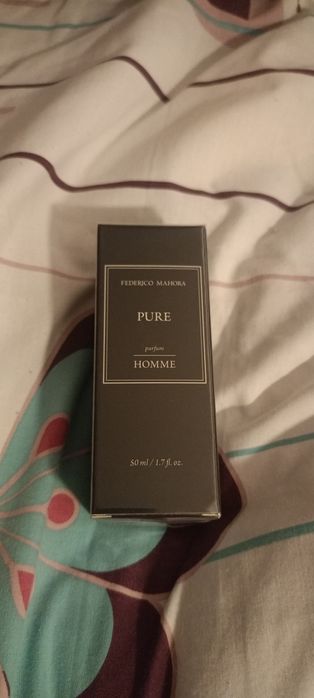 FEDERICO MAHORA
PURE
parfum
HOMME
50 ml / 1.7 fl. oz.